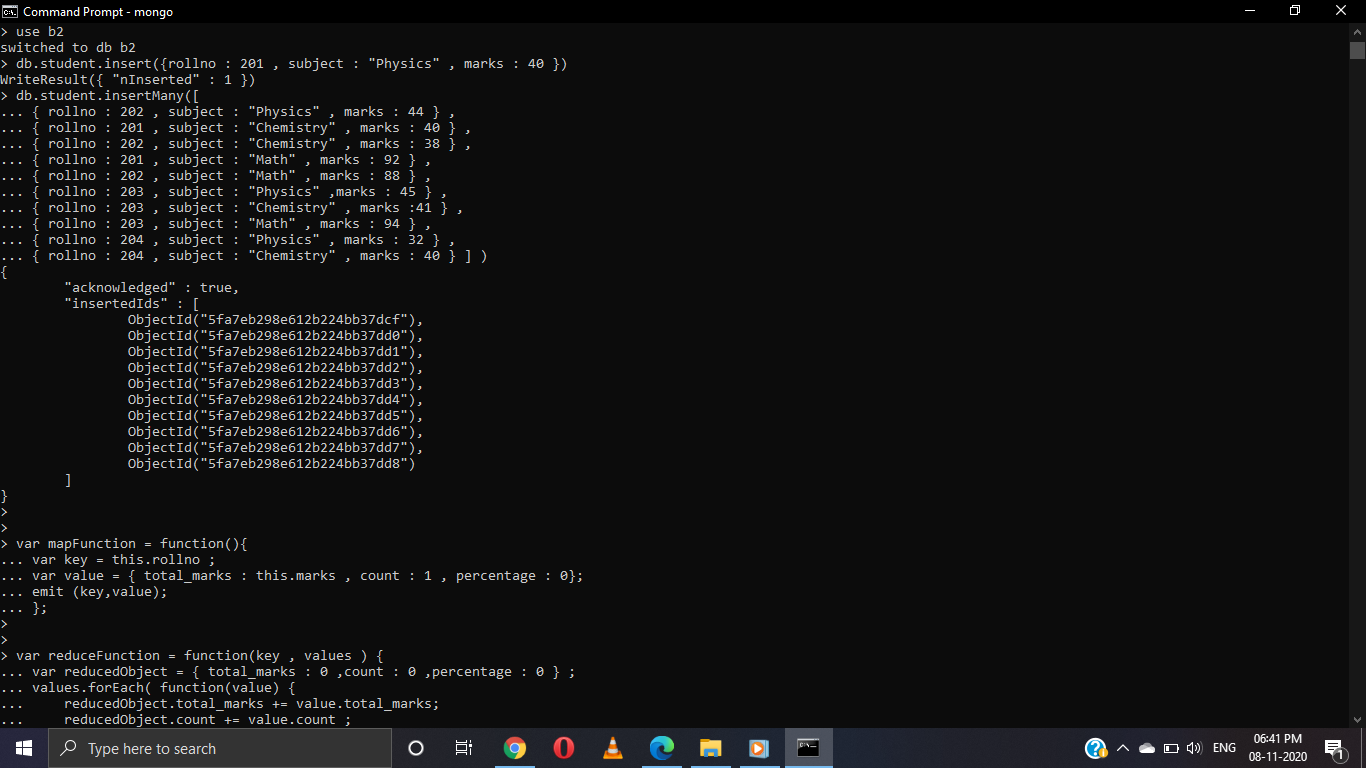 Command Prompt - mongo
> use b2
switched to db b2
> db.student.insert({rollno : 201 , subject : "Physics" , marks : 40 })
WriteResult({ "nInserted" : 1 })
> db.student.insertMany([
... { rollno : 202 , subject : "Physics" , marks : 44 } ,
... { rollno : 201 , subject : "Chemistry" , marks : 40 } ,
... { rollno : 202 , subject : "Chemistry" , marks : 38 } ,
... { rollno : 201 , subject : "Math" , marks : 92 } ,
... { rollno : 202 , subject : "Math" , marks : 88 } ,
... { rollno : 203 , subject : "Physics" ,marks : 45 } ,
... { rollno : 203 , subject : "Chemistry" , marks :41 } ,
... { rollno : 203 , subject : "Math" , marks : 94 } ,
... { rollno : 204 , subject : "Physics" , marks : 32 } ,
... { rollno : 204 , subject : "Chemistry" , marks : 40 } ] )
{
        "acknowledged" : true,
        "insertedIds" : [
                ObjectId("5fa7eb298e612b224bb37dcf"),
                ObjectId("5fa7eb298e612b224bb37dd0"),
                ObjectId("5fa7eb298e612b224bb37dd1"),
                ObjectId("5fa7eb298e612b224bb37dd2"),
                ObjectId("5fa7eb298e612b224bb37dd3"),
                ObjectId("5fa7eb298e612b224bb37dd4"),
                ObjectId("5fa7eb298e612b224bb37dd5"),
                ObjectId("5fa7eb298e612b224bb37dd6"),
                ObjectId("5fa7eb298e612b224bb37dd7"),
                ObjectId("5fa7eb298e612b224bb37dd8")
        ]
}
>
>
> var mapFunction = function(){
... var key = this.rollno ;
... var value = { total_marks : this.marks , count : 1 , percentage : 0};
... emit (key,value);
... };
>
>
> var reduceFunction = function(key , values ) {
... var reducedObject = { total_marks : 0 ,count : 0 ,percentage : 0 } ;
... values.forEach( function(value) {
...     reducedObject.total_marks += value.total_marks;
...     reducedObject.count += value.count ;
Type here to search
ENG
06:41 PM
08-11-2020
1